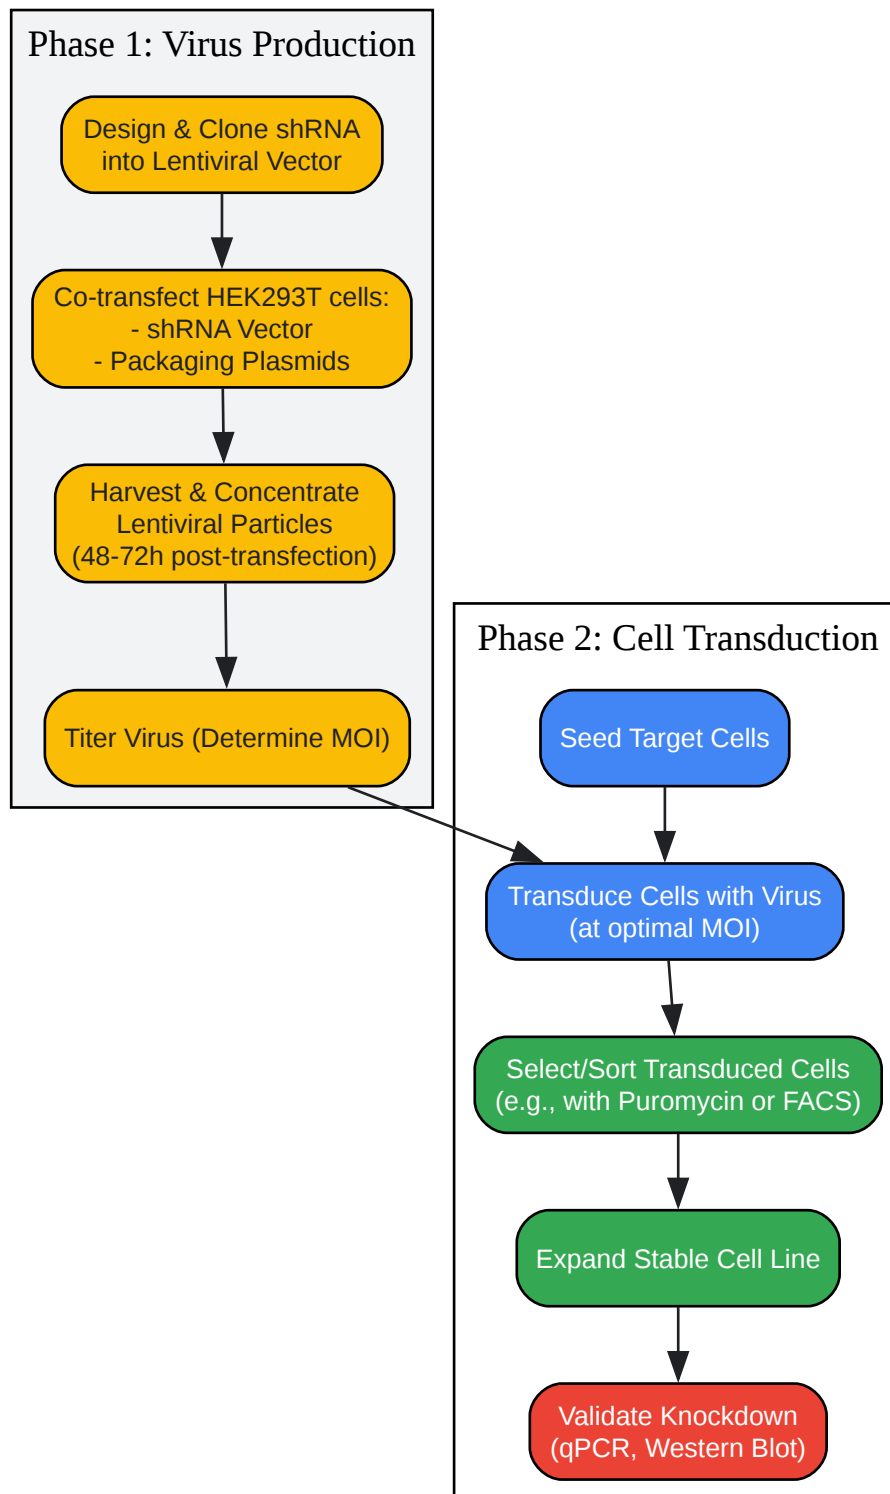 Phase 1: Virus Production
Design & Clone shRNA
into Lentiviral Vector
Co-transfect HEK293T cells:
- shRNA Vector
- Packaging Plasmids
Harvest & Concentrate
Lentiviral Particles
(48-72h post-transfection)
Titer Virus (Determine MOI)
Phase 2: Cell Transduction
Seed Target Cells
Transduce Cells with Virus
(at optimal MOI)
Select/Sort Transduced Cells
(e.g., with Puromycin or FACS)
Expand Stable Cell Line
Validate Knockdown
(qPCR, Western Blot)